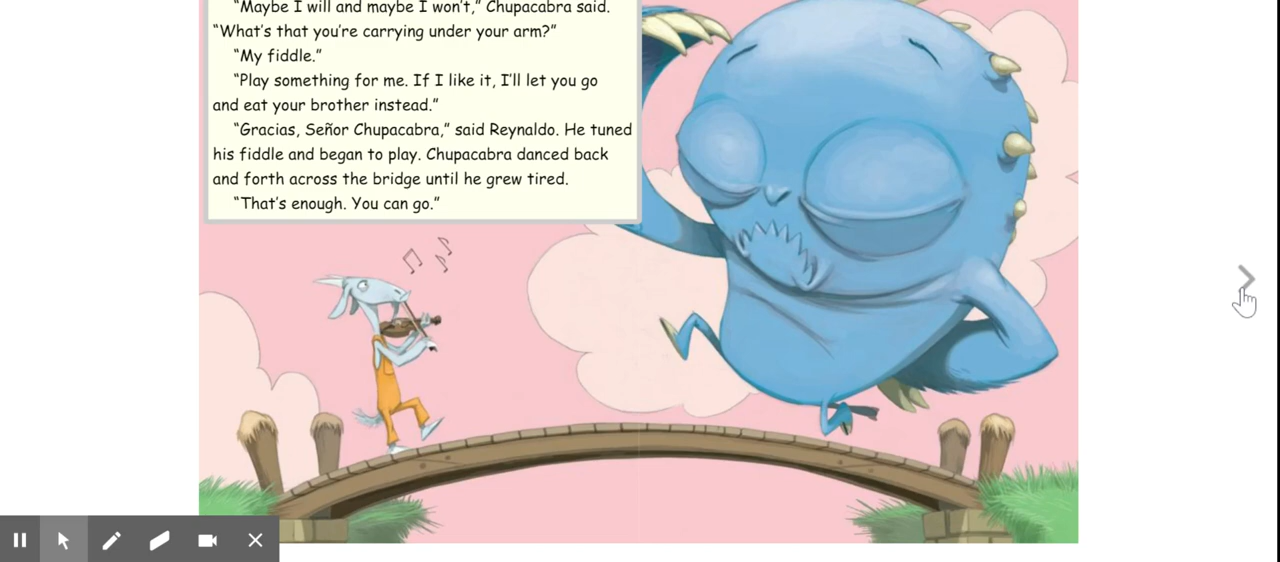 “Maybe I will and maybe I won’t,” Chupacabra said.
“What’s that you’re carrying under your arm?”
“My fiddle.”
“Play something for me. If I like it, I’ll let you go
and eat your brother instead.”
“Gracias, Señor Chupacabra,” said Reynaldo. He tuned
his fiddle and began to play. Chupacabra danced back
and forth across the bridge until he grew tired.
“That’s enough. You can go.”